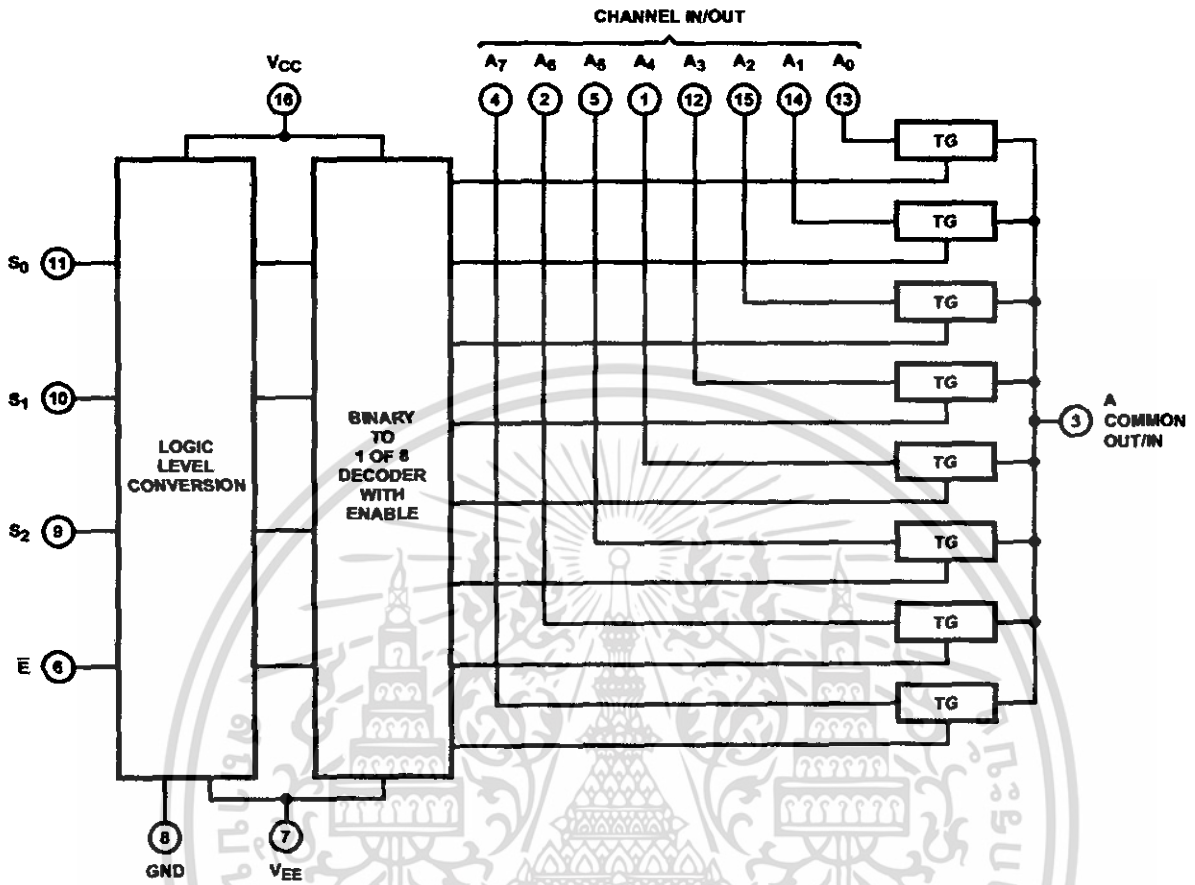 CHANNEL IN/OUT
VCC
A7 A6 A5 A4 A3 A2 A1 A0
16
4 2 5 1 12 15 14 13
TG
TG
TG
TG
TG
TG
TG
TG
S0 11
S1 10
S2 9
E̅ 6
LOGIC
LEVEL
CONVERSION
BINARY
TO
1 OF 8
DECODER
WITH
ENABLE
3
A
COMMON
OUT/IN
8
GND
7
VEE